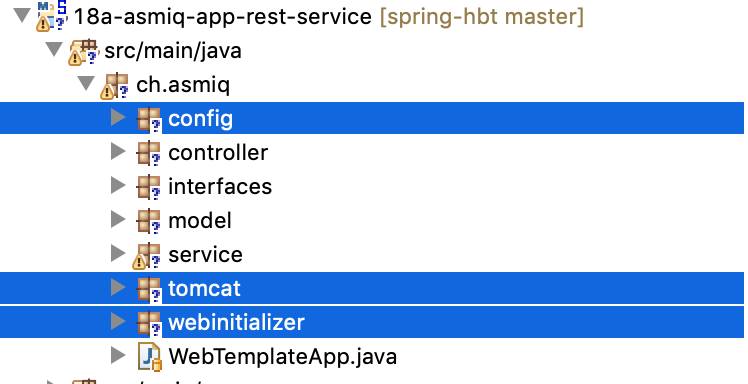 18a-asmiq-app-rest-service [spring-hbt master]
src/main/java
ch.asmiq
config
controller
interfaces
model
service
tomcat
webinitializer
WebTemplateApp.java